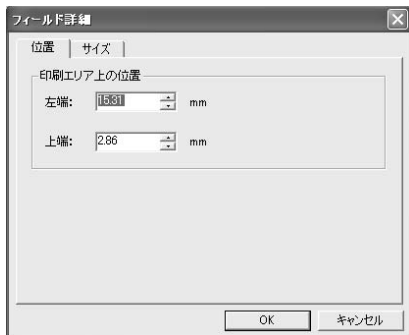 フィールド詳細
位置 サイズ
印刷エリア上の位置
左端: 15.31 mm
上端: 2.86 mm
OK キャンセル